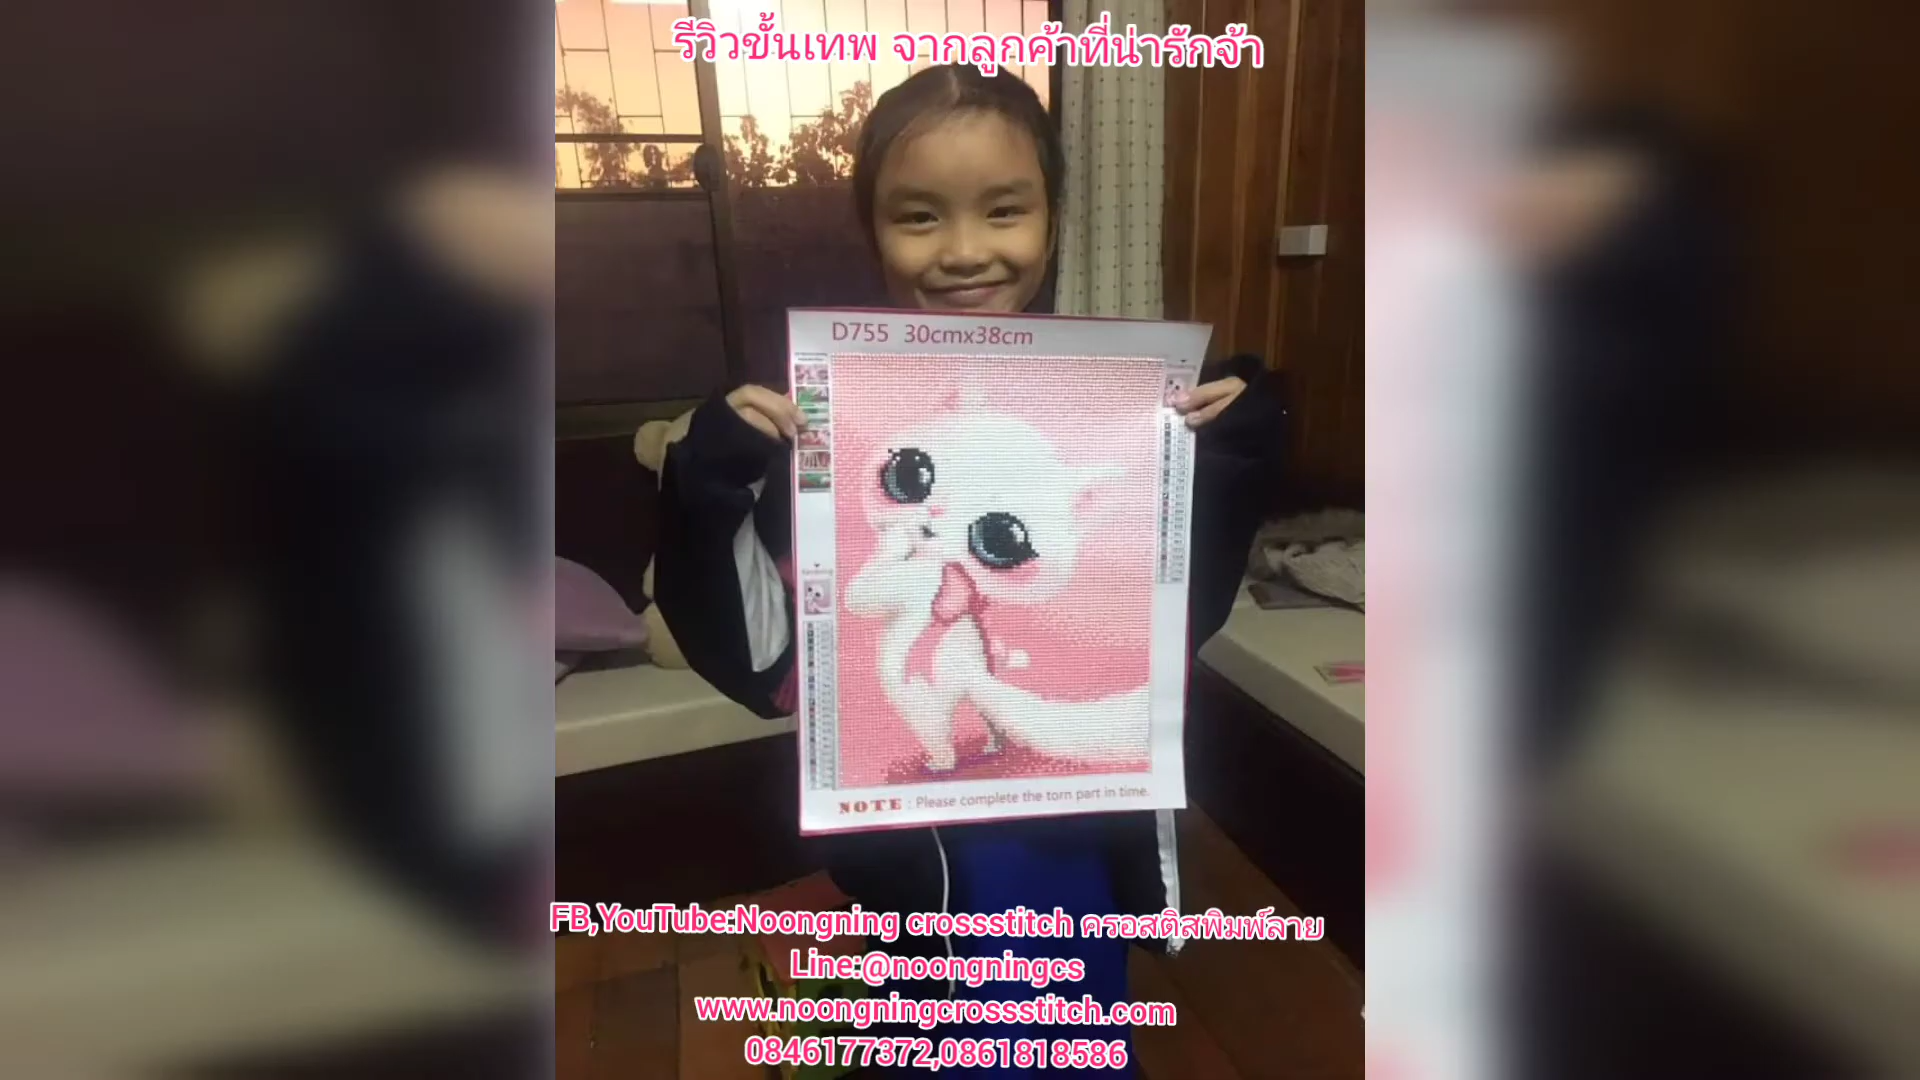 รีวิวขั้นเทพ จากลูกค้าที่น่ารักจ้า
D755 30cmx38cm
NOTE : Please complete the torn part in time.
FB,YouTube:Noongning crossstitch ครอสติสพิมพ์ลาย
Line:@noongningcs
www.noongningcrossstitch.com
0846177372,0861818586